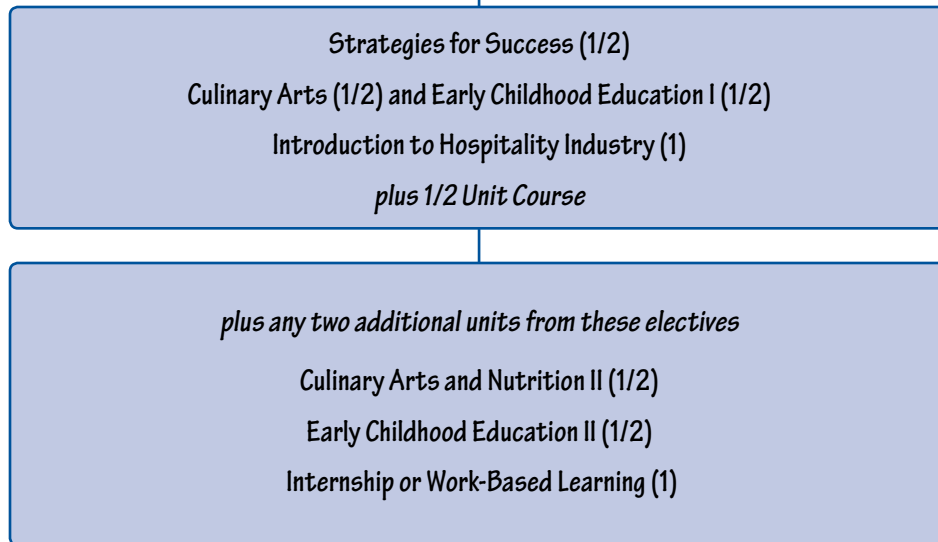 Strategies for Success (1/2)
Culinary Arts (1/2) and Early Childhood Education I (1/2)
Introduction to Hospitality Industry (1)
plus 1/2 Unit Course
plus any two additional units from these electives
Culinary Arts and Nutrition II (1/2)
Early Childhood Education II (1/2)
Internship or Work-Based Learning (1)